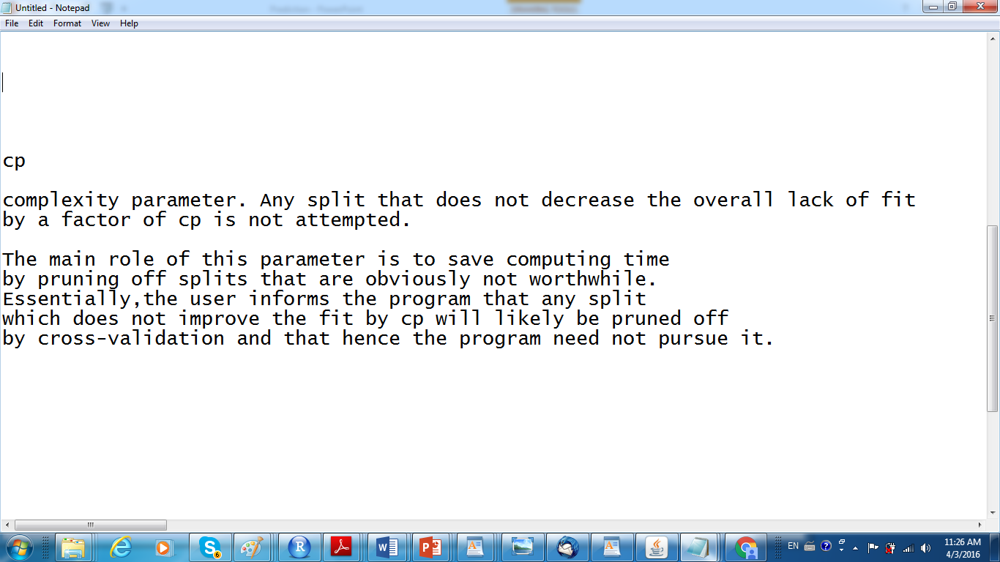 Untitled - Notepad
File Edit Format View Help
cp
complexity parameter. Any split that does not decrease the overall lack of fit
by a factor of cp is not attempted.
The main role of this parameter is to save computing time
by pruning off splits that are obviously not worthwhile.
Essentially,the user informs the program that any split
which does not improve the fit by cp will likely be pruned off
by cross-validation and that hence the program need not pursue it.
EN
11:26 AM
4/3/2016